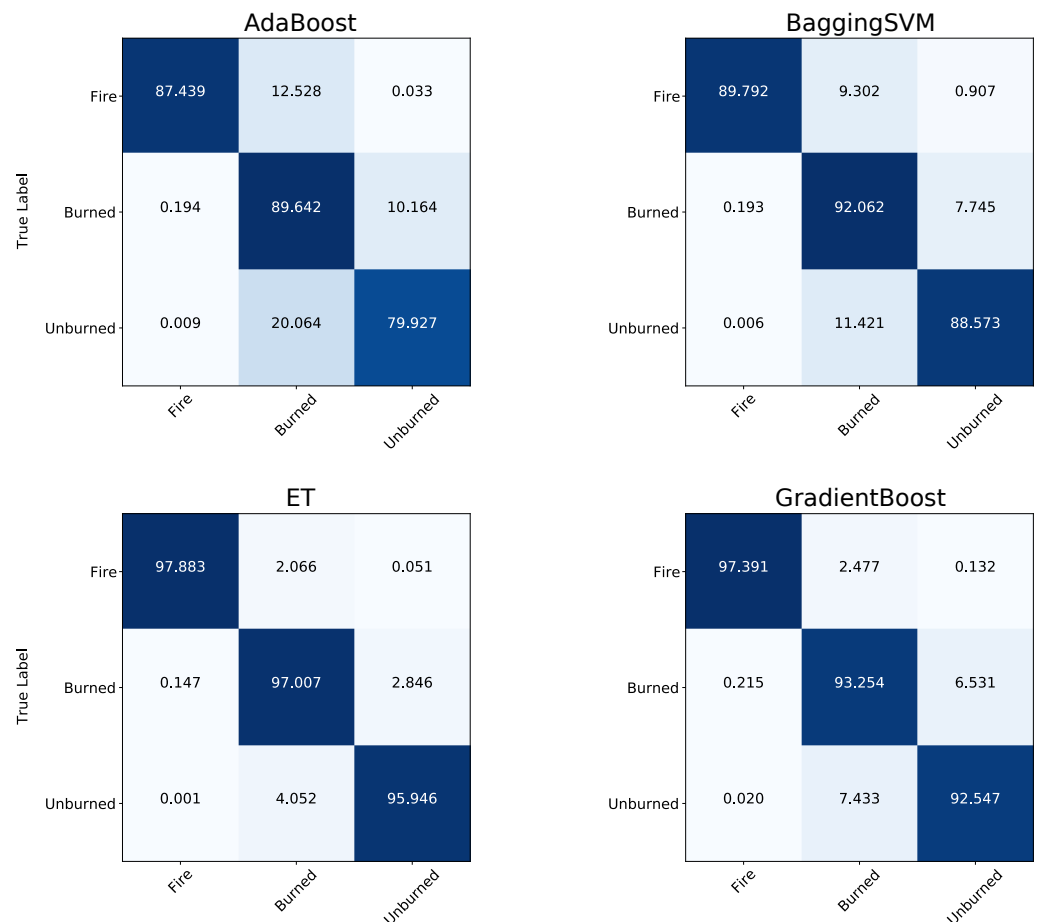 AdaBoost
Fire 87.439 12.528 0.033
Burned 0.194 89.642 10.164
Unburned 0.009 20.064 79.927
True Label
Fire Burned Unburned
BaggingSVM
Fire 89.792 9.302 0.907
Burned 0.193 92.062 7.745
Unburned 0.006 11.421 88.573
Fire Burned Unburned
ET
Fire 97.883 2.066 0.051
Burned 0.147 97.007 2.846
Unburned 0.001 4.052 95.946
True Label
Fire Burned Unburned
GradientBoost
Fire 97.391 2.477 0.132
Burned 0.215 93.254 6.531
Unburned 0.020 7.433 92.547
Fire Burned Unburned